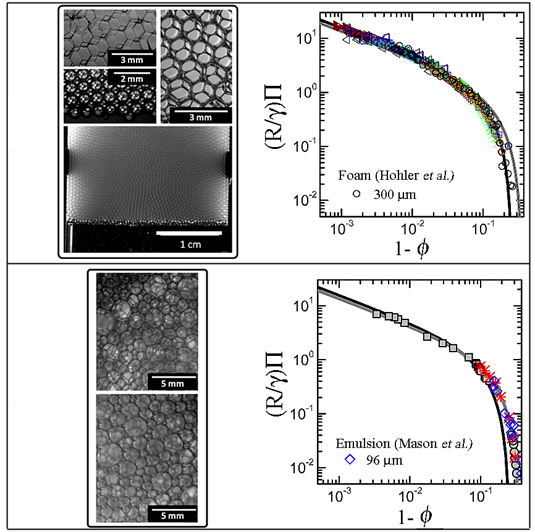 3 mm
2 mm
3 mm
1 cm
(R/γ)Π
10¹
10⁰
10⁻¹
10⁻²
Foam (Hohler et al.)
300 µm
10⁻³
10⁻²
10⁻¹
1- ϕ
5 mm
5 mm
(R/γ)Π
10¹
10⁰
10⁻¹
10⁻²
Emulsion (Mason et al.)
96 µm
10⁻³
10⁻²
10⁻¹
1- ϕ